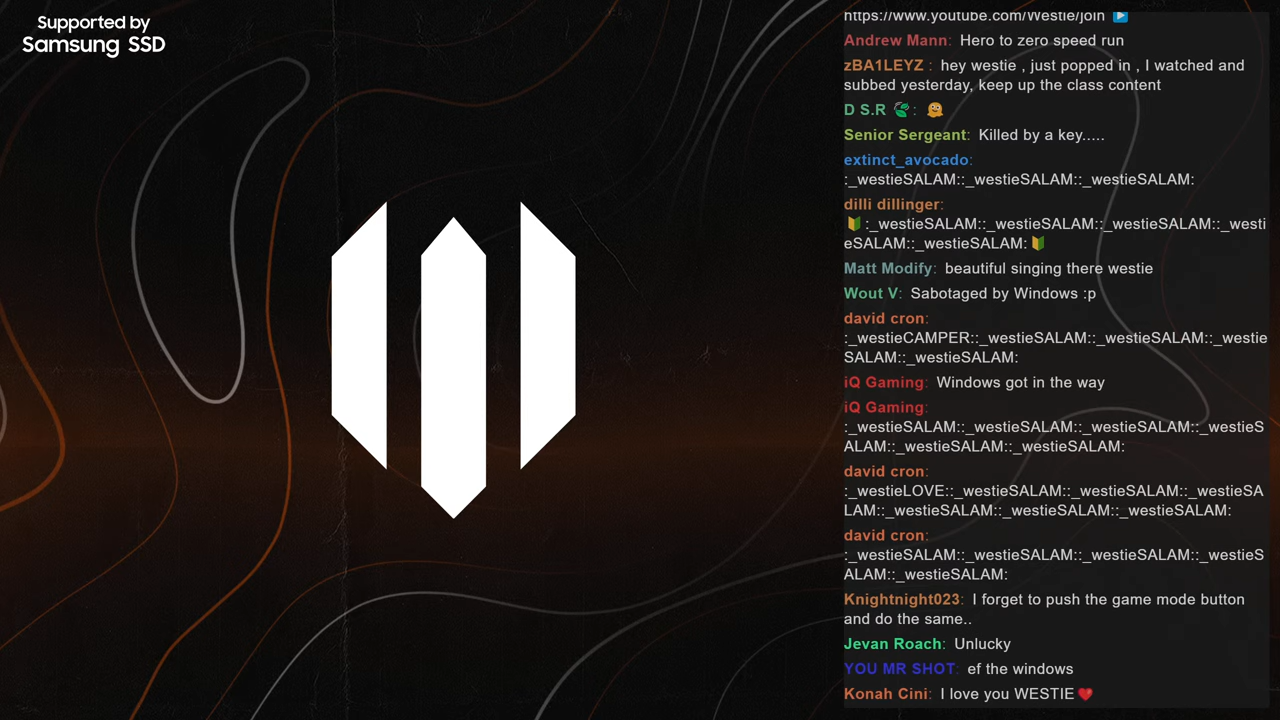 Supported by
Samsung SSD
https://www.youtube.com/Westie/join
Andrew Mann: Hero to zero speed run
zBA1LEYZ : hey westie , just popped in , I watched and
subbed yesterday, keep up the class content
D S.R :
Senior Sergeant: Killed by a key.....
extinct_avocado:
:_westieSALAM::_westieSALAM::_westieSALAM:
dilli dillinger:
🔰:_westieSALAM::_westieSALAM::_westieSALAM::_westi
eSALAM::_westieSALAM:🔰
Matt Modify: beautiful singing there westie
Wout V: Sabotaged by Windows :p
david cron:
:_westieCAMPER::_westieSALAM::_westieSALAM::_westie
SALAM::_westieSALAM:
iQ Gaming: Windows got in the way
iQ Gaming:
:_westieSALAM::_westieSALAM::_westieSALAM::_westieS
ALAM::_westieSALAM::_westieSALAM:
david cron:
:_westieLOVE::_westieSALAM::_westieSALAM::_westieSA
LAM::_westieSALAM::_westieSALAM::_westieSALAM:
david cron:
:_westieSALAM::_westieSALAM::_westieSALAM::_westieS
ALAM::_westieSALAM:
Knightnight023: I forget to push the game mode button
and do the same..
Jevan Roach: Unlucky
YOU MR SHOT: ef the windows
Konah Cini: I love you WESTIE❤️